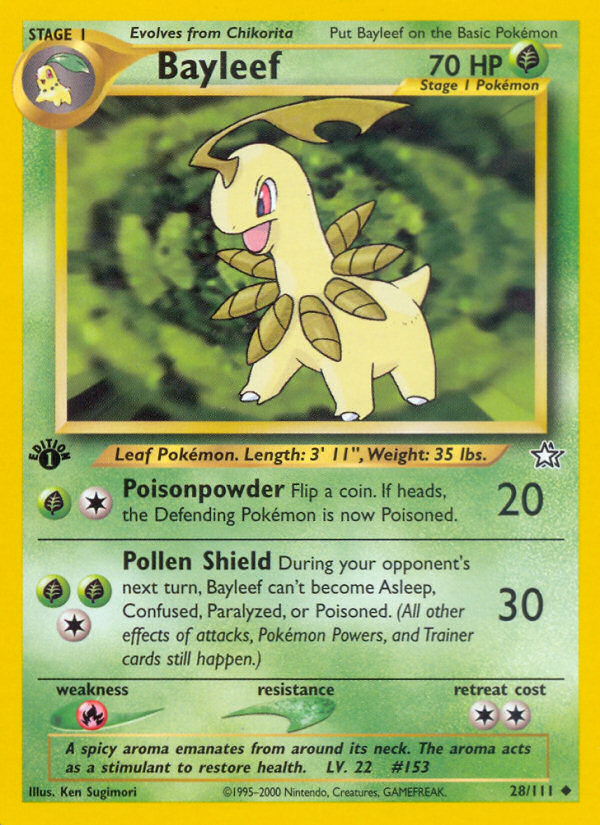 STAGE 1 Evolves from Chikorita Put Bayleef on the Basic Pokémon
Bayleef 70 HP
Stage 1 Pokémon
EDITION
1
Leaf Pokémon. Length: 3' 11", Weight: 35 lbs.
Poisonpowder Flip a coin. If heads,
the Defending Pokémon is now Poisoned.
20
Pollen Shield During your opponent's
next turn, Bayleef can't become Asleep,
Confused, Paralyzed, or Poisoned. (All other
effects of attacks, Pokémon Powers, and Trainer
cards still happen.)
30
weakness resistance retreat cost
A spicy aroma emanates from around its neck. The aroma acts
as a stimulant to restore health. LV. 22 #153
Illus. Ken Sugimori ©1995-2000 Nintendo, Creatures, GAMEFREAK. 28/111